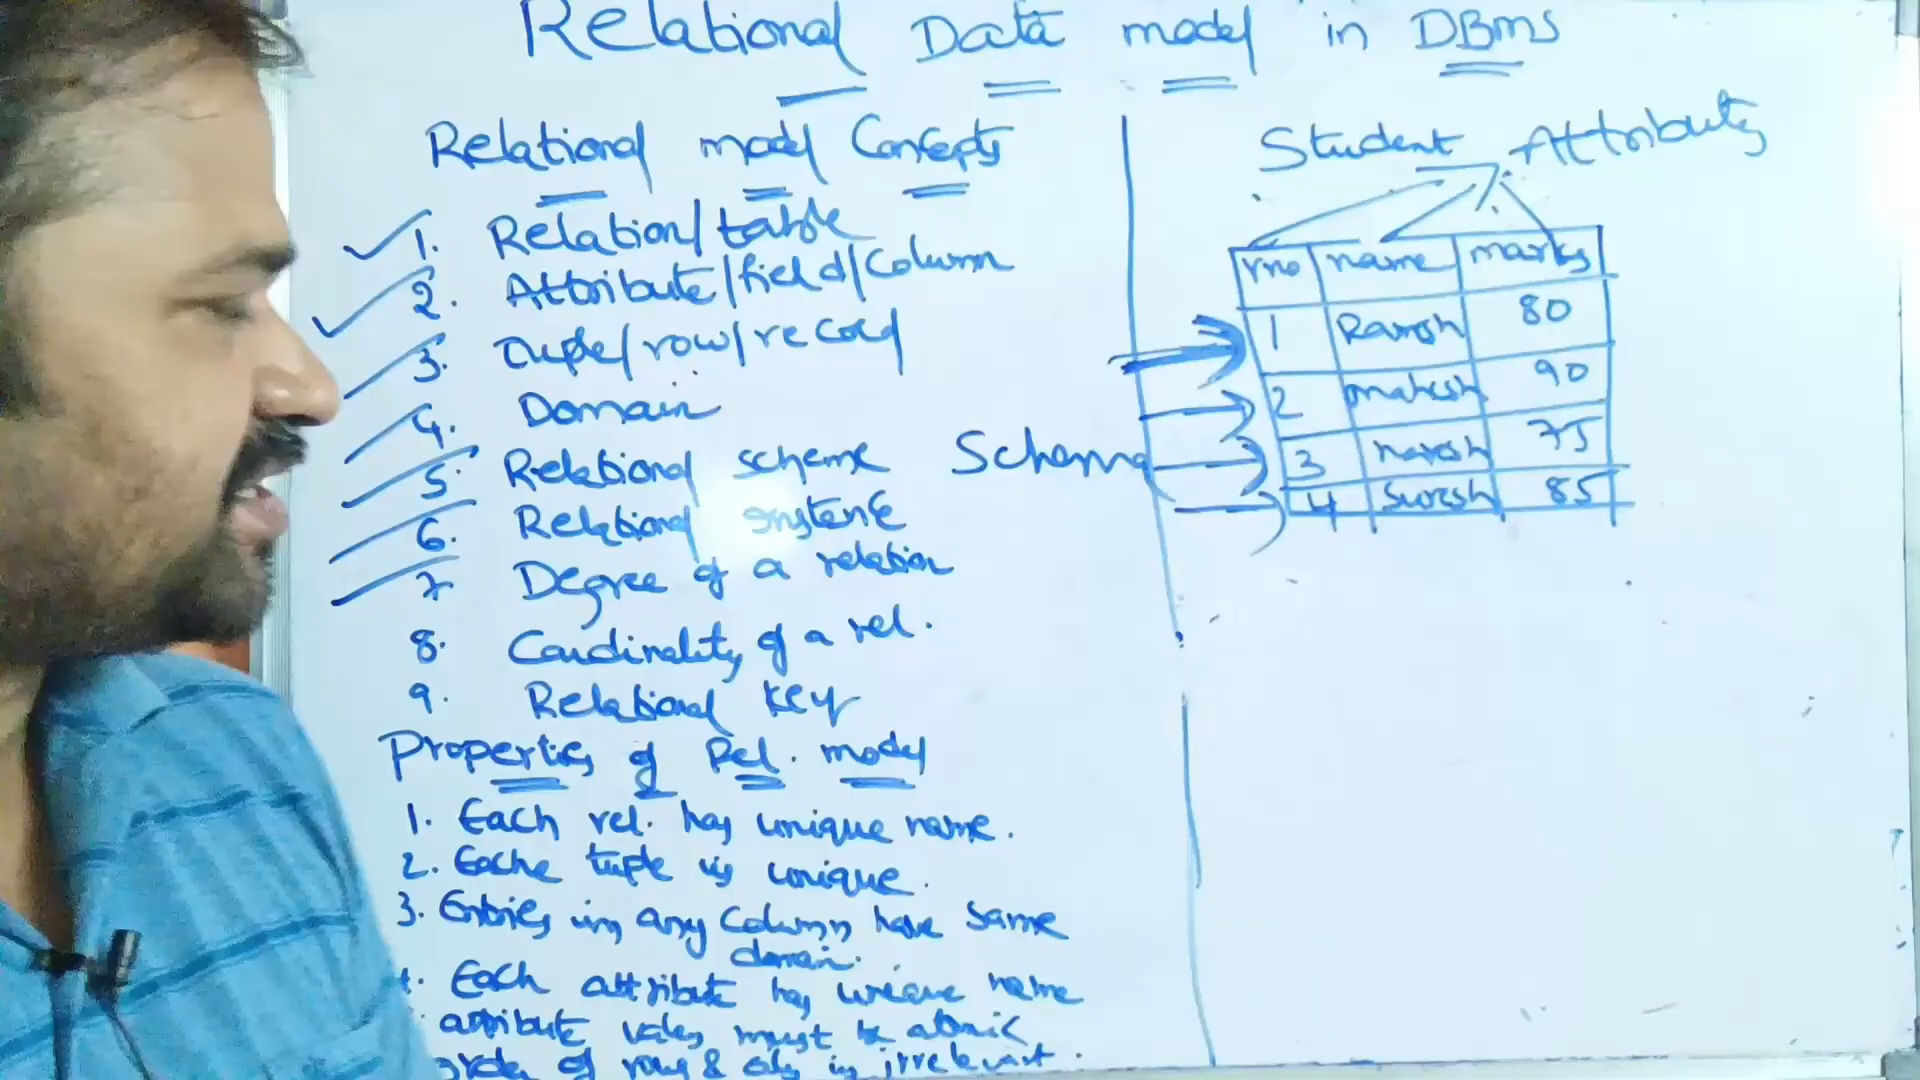 Relational Data model in DBMS
Relational model Concepts
1. Relation/table
2. Attribute/field/column
3. Tuple/row/record
4. Domain
5. Relational scheme Schema
6. Relational instance
7. Degree of a relation
8. Cardinality of a rel.
9. Relational key
Properties of Rel. model
1. Each rel. has unique name.
2. Eache tuple is unique.
3. Entries in any column have same
domain.
4. Each attribute has unique name
attribute values must be atomic
order of rows & cols is irrelevant.
Student Attributes
rno name marks
1 Ramesh 80
2 mahesh 90
3 naresh 75
4 Suresh 85